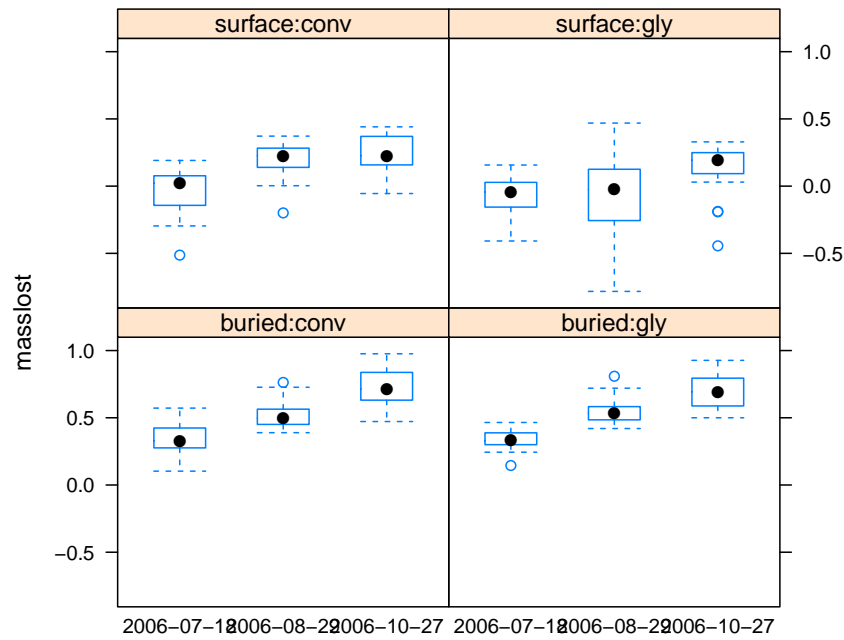 surface:conv surface:gly
1.0
0.5
0.0
−0.5
masslost
buried:conv buried:gly
1.0
0.5
0.0
−0.5
2006−07−18 2006−08−29 2006−10−27 2006−07−18 2006−08−29 2006−10−27